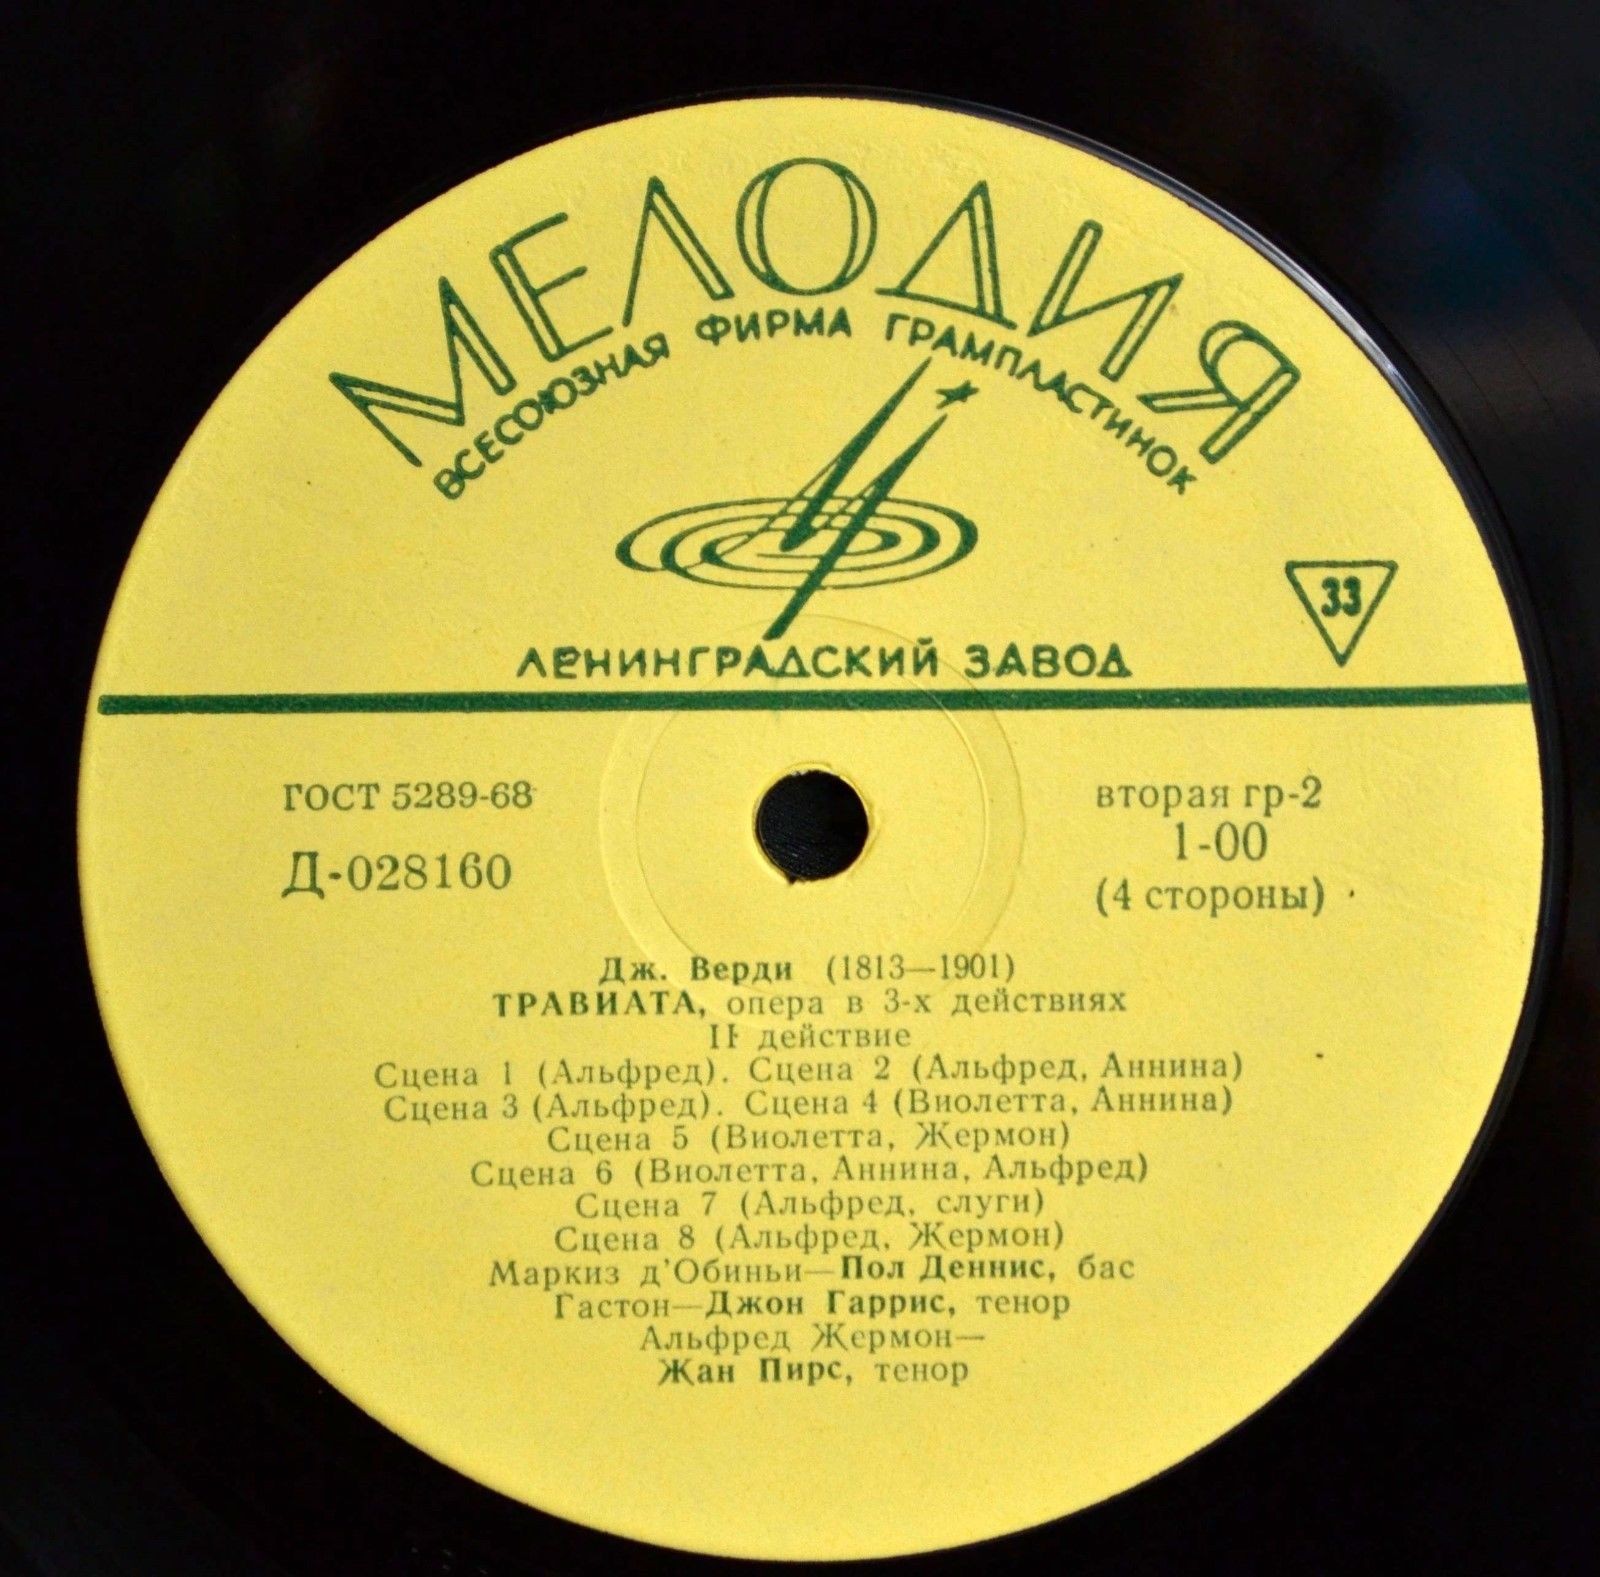 МЕЛОДИЯ
ВСЕСОЮЗНАЯ ФИРМА ГРАМПЛАСТИНОК
33
ЛЕНИНГРАДСКИЙ ЗАВОД
ГОСТ 5289-68
Д-028160
вторая гр-2
1-00
(4 стороны)
Дж. Верди (1813—1901)
ТРАВИАТА, опера в 3-х действиях
II действие
Сцена 1 (Альфред). Сцена 2 (Альфред, Аннина)
Сцена 3 (Альфред). Сцена 4 (Виолетта, Аннина)
Сцена 5 (Виолетта, Жермон)
Сцена 6 (Виолетта, Аннина, Альфред)
Сцена 7 (Альфред, слуги)
Сцена 8 (Альфред, Жермон)
Маркиз д'Обиньи—Пол Деннис, бас
Гастон—Джон Гаррис, тенор
Альфред Жермон—
Жан Пирс, тенор